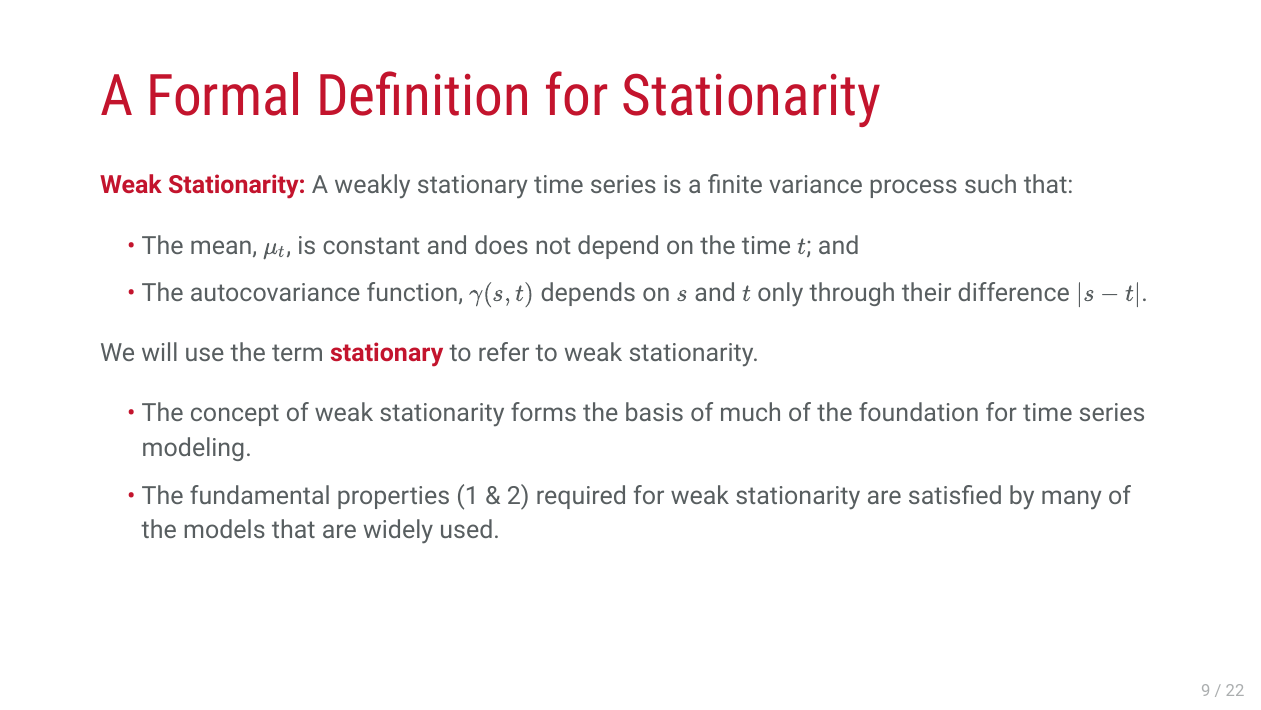 A Formal Definition for Stationarity
Weak Stationarity: A weakly stationary time series is a finite variance process such that:
• The mean, μₜ, is constant and does not depend on the time t; and
• The autocovariance function, γ(s, t) depends on s and t only through their difference |s − t|.
We will use the term stationary to refer to weak stationarity.
• The concept of weak stationarity forms the basis of much of the foundation for time series
modeling.
• The fundamental properties (1 & 2) required for weak stationarity are satisfied by many of
the models that are widely used.
9 / 22